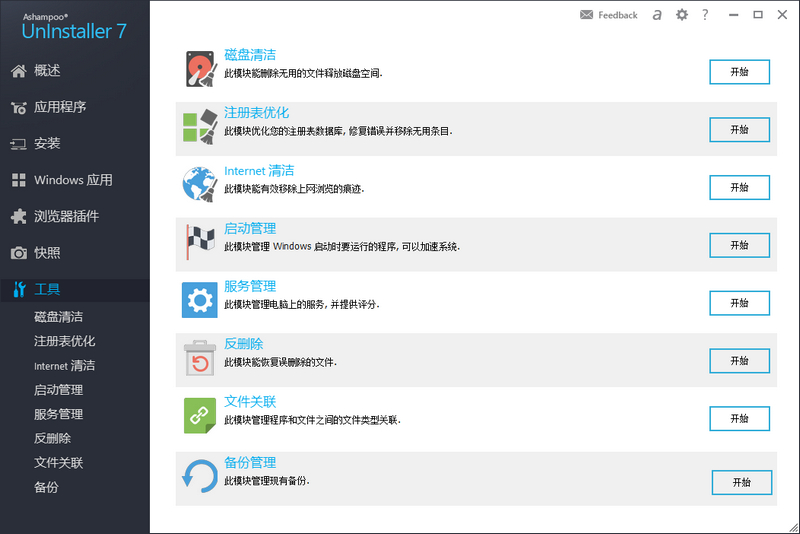 Ashampoo®
UnInstaller 7
Feedback
a
?
概述
应用程序
安装
Windows 应用
浏览器插件
快照
工具
磁盘清洁
注册表优化
Internet 清洁
启动管理
服务管理
反删除
文件关联
备份
磁盘清洁
此模块能删除无用的文件释放磁盘空间.
开始
注册表优化
此模块优化您的注册表数据库, 修复错误并移除无用条目.
开始
Internet 清洁
此模块能有效移除上网浏览的痕迹.
开始
启动管理
此模块管理 Windows 启动时要运行的程序, 可以加速系统.
开始
服务管理
此模块管理电脑上的服务, 并提供评分.
开始
反删除
此模块能恢复误删除的文件.
开始
文件关联
此模块管理程序和文件之间的文件类型关联.
开始
备份管理
此模块管理现有备份.
开始